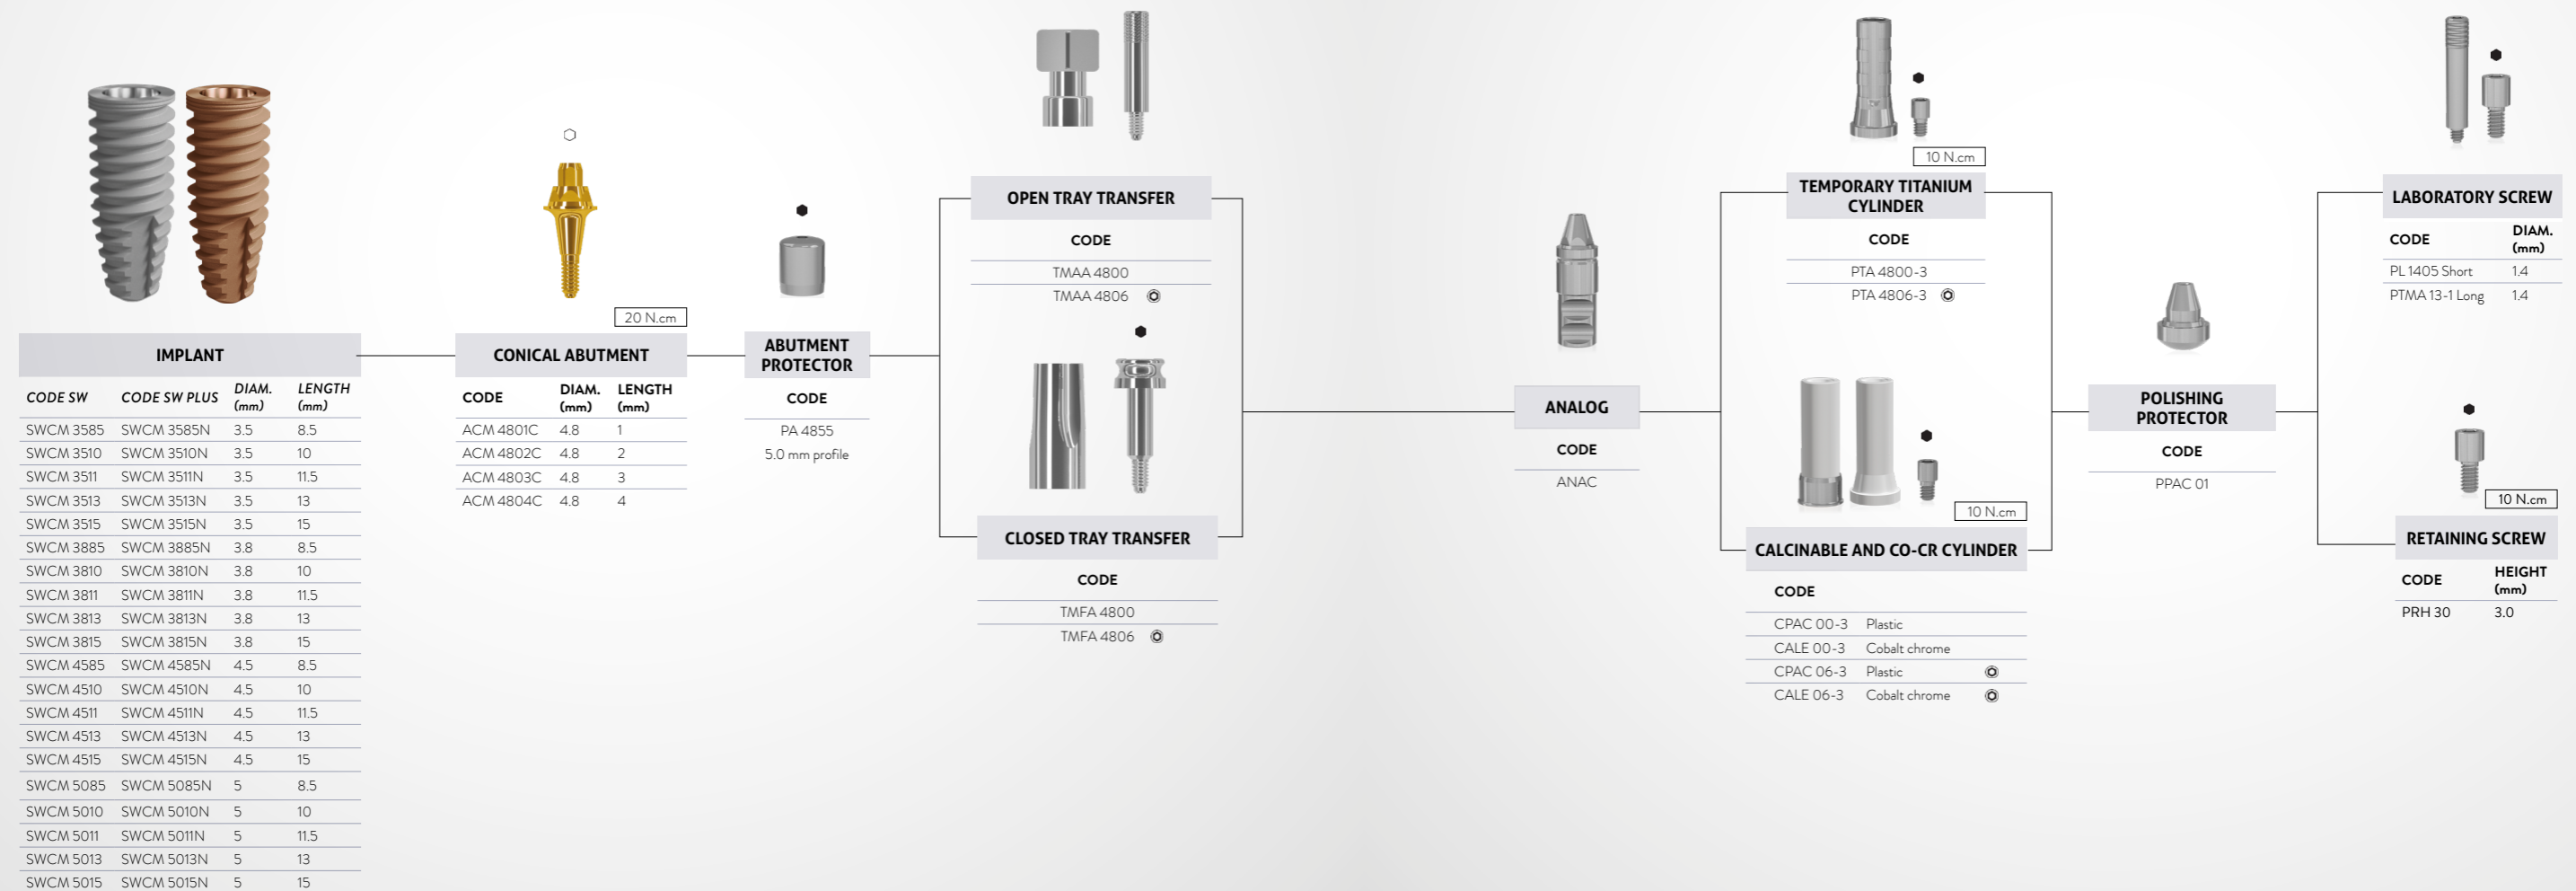 IMPLANT
CODE SW CODE SW PLUS DIAM. (mm) LENGTH (mm)
SWCM 3585 SWCM 3585N 3.5 8.5
SWCM 3510 SWCM 3510N 3.5 10
SWCM 3511 SWCM 3511N 3.5 11.5
SWCM 3513 SWCM 3513N 3.5 13
SWCM 3515 SWCM 3515N 3.5 15
SWCM 3885 SWCM 3885N 3.8 8.5
SWCM 3810 SWCM 3810N 3.8 10
SWCM 3811 SWCM 3811N 3.8 11.5
SWCM 3813 SWCM 3813N 3.8 13
SWCM 3815 SWCM 3815N 3.8 15
SWCM 4585 SWCM 4585N 4.5 8.5
SWCM 4510 SWCM 4510N 4.5 10
SWCM 4511 SWCM 4511N 4.5 11.5
SWCM 4513 SWCM 4513N 4.5 13
SWCM 4515 SWCM 4515N 4.5 15
SWCM 5085 SWCM 5085N 5 8.5
SWCM 5010 SWCM 5010N 5 10
SWCM 5011 SWCM 5011N 5 11.5
SWCM 5013 SWCM 5013N 5 13
SWCM 5015 SWCM 5015N 5 15
20 N.cm
CONICAL ABUTMENT
CODE DIAM. (mm) LENGTH (mm)
ACM 4801C 4.8 1
ACM 4802C 4.8 2
ACM 4803C 4.8 3
ACM 4804C 4.8 4
ABUTMENT
PROTECTOR
CODE
PA 4855
5.0 mm profile
OPEN TRAY TRANSFER
CODE
TMAA 4800
TMAA 4806
CLOSED TRAY TRANSFER
CODE
TMFA 4800
TMFA 4806
ANALOG
CODE
ANAC
10 N.cm
TEMPORARY TITANIUM
CYLINDER
CODE
PTA 4800-3
PTA 4806-3
10 N.cm
CALCINABLE AND CO-CR CYLINDER
CODE
CPAC 00-3 Plastic
CALE 00-3 Cobalt chrome
CPAC 06-3 Plastic
CALE 06-3 Cobalt chrome
POLISHING
PROTECTOR
CODE
PPAC 01
LABORATORY SCREW
CODE DIAM. (mm)
PL 1405 Short 1.4
PTMA 13-1 Long 1.4
10 N.cm
RETAINING SCREW
CODE HEIGHT (mm)
PRH 30 3.0